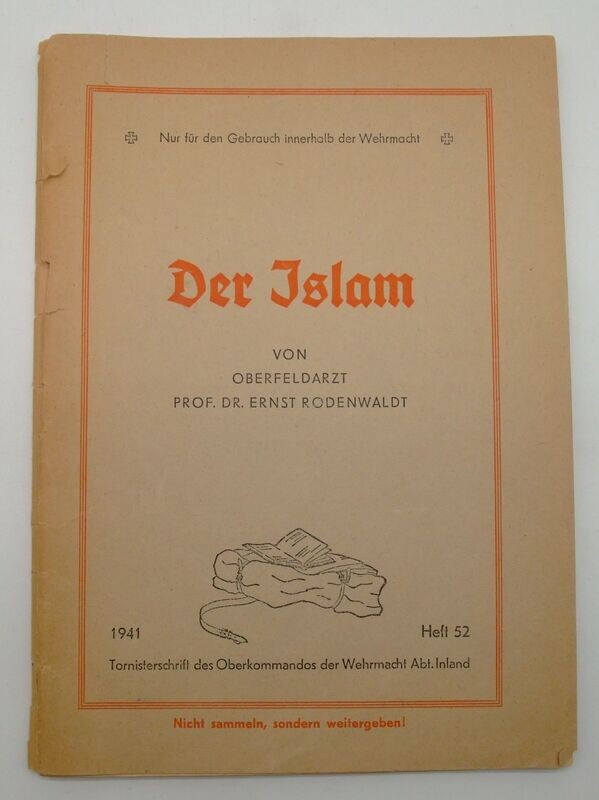 Nur für den Gebrauch innerhalb der Wehrmacht
Der Islam
VON
OBERFELDARZT
PROF. DR. ERNST RODENWALDT
1941 Heft 52
Tornisterschrift des Oberkommandos der Wehrmacht Abt. Inland
Nicht sammeln, sondern weitergeben!